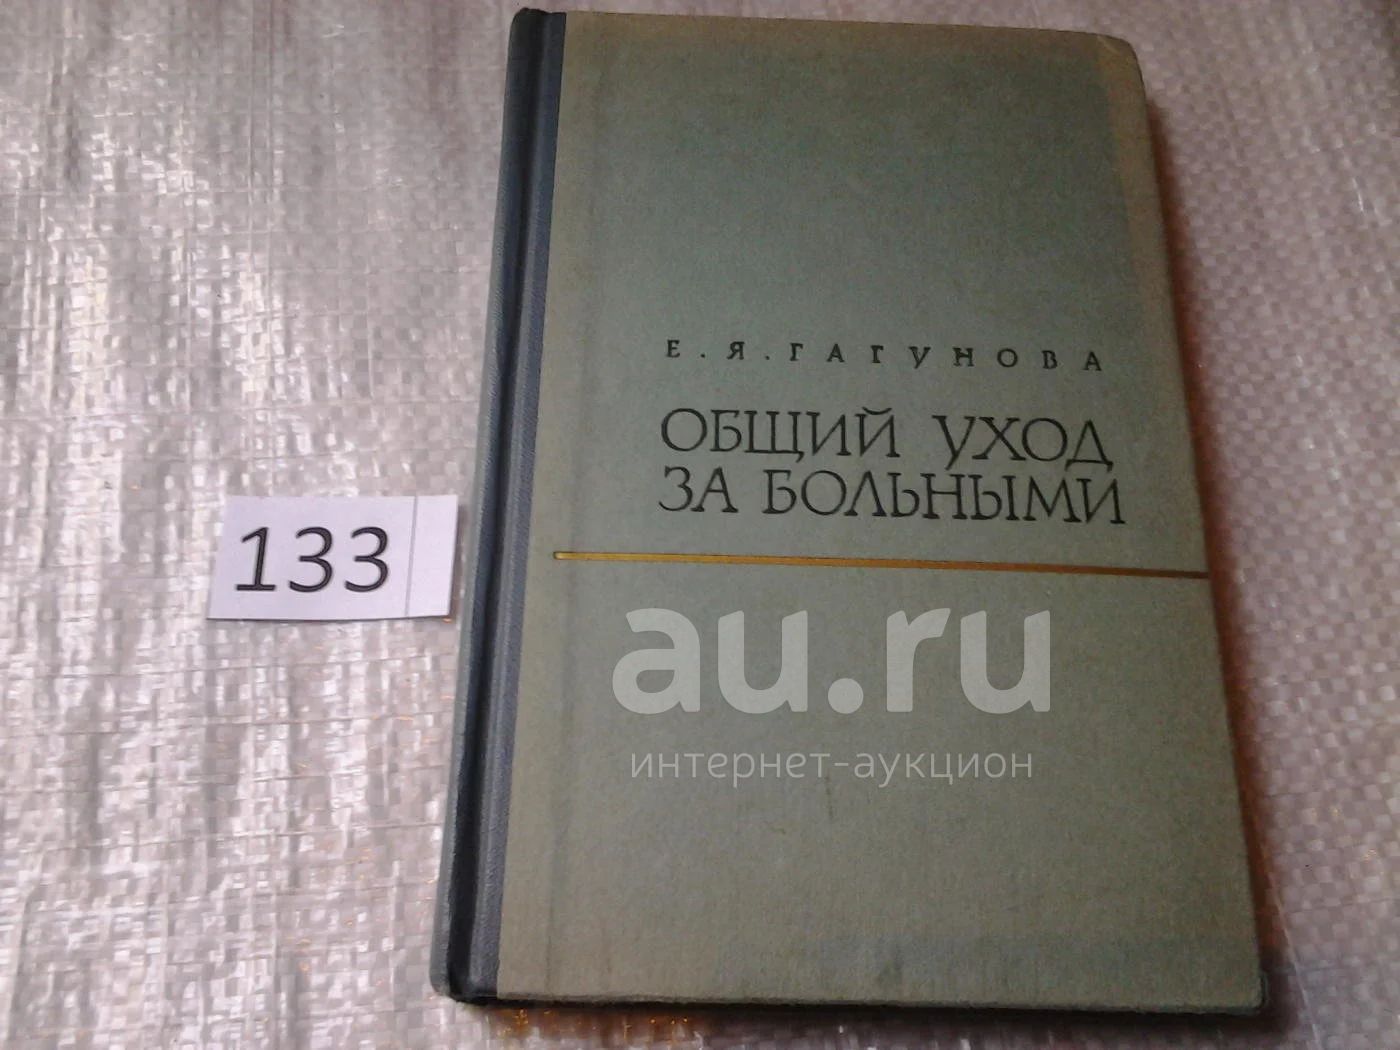 Е. Я. ГАГУНОВА
ОБЩИЙ УХОД
ЗА БОЛЬНЫМИ
133
au.ru
интернет-аукцион